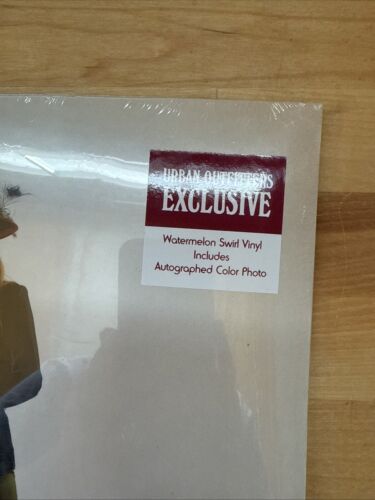 URBAN OUTFITTERS
EXCLUSIVE
Watermelon Swirl Vinyl
Includes
Autographed Color Photo